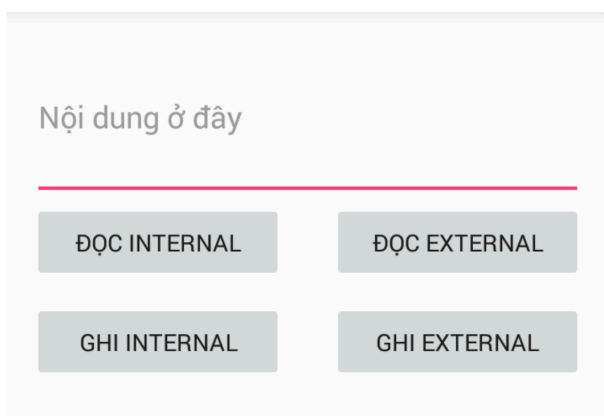 Nội dung ở đây
ĐỌC INTERNAL ĐỌC EXTERNAL
GHI INTERNAL GHI EXTERNAL